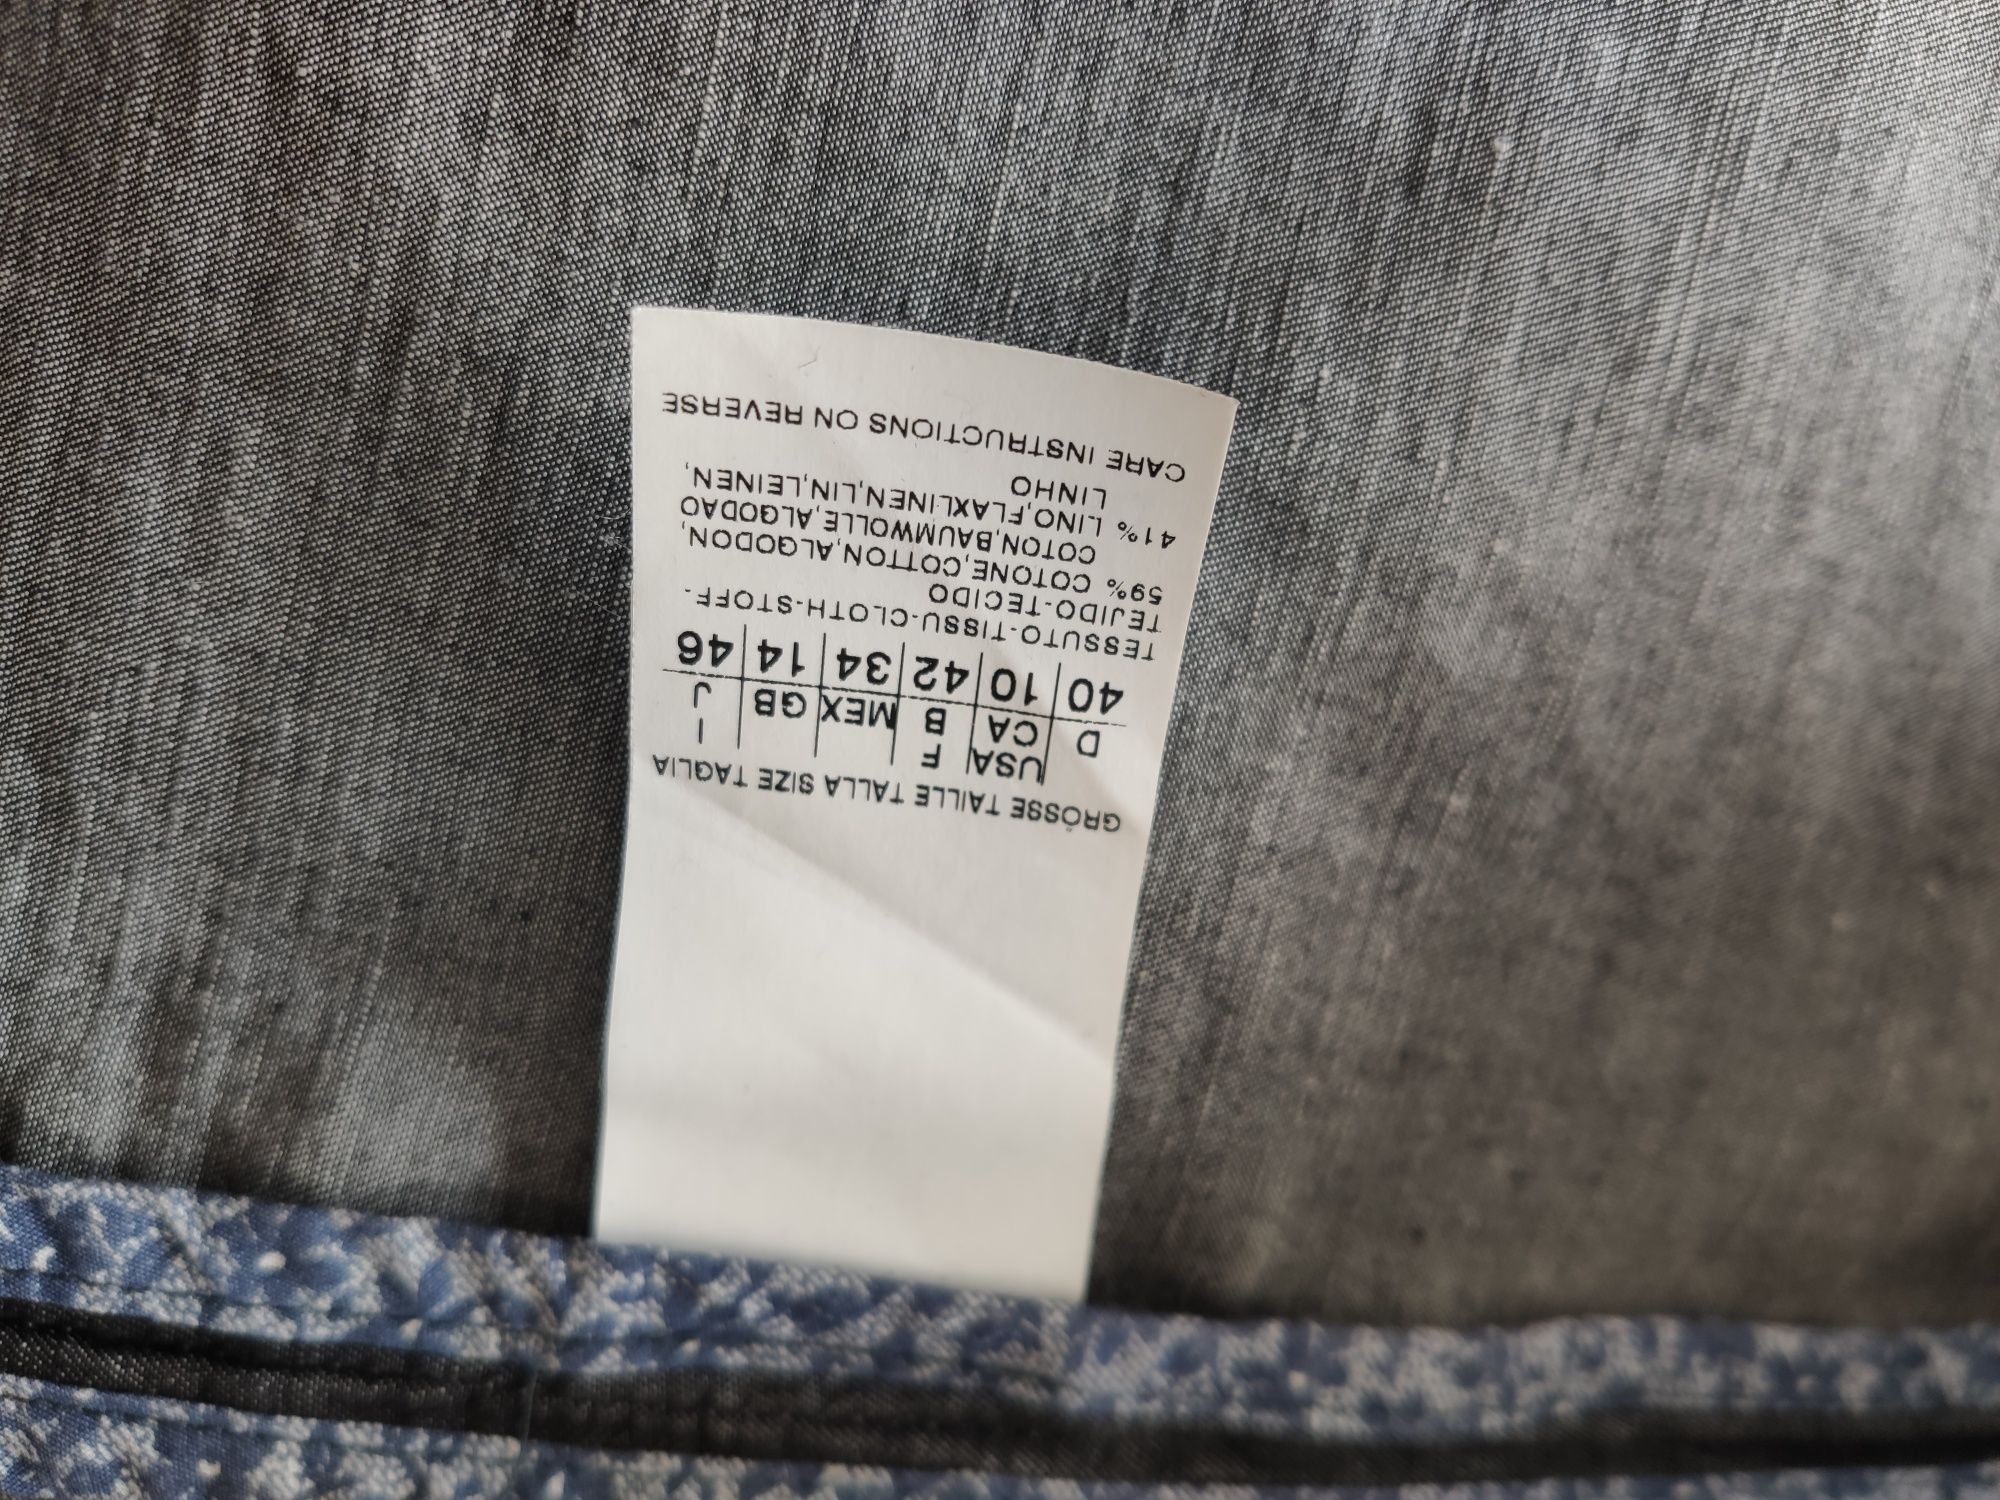 GRÖSSE TAILLE TALLA SIZE TAGLIA
D USA CA F B MEX GB I J
40 10 42 34 14 46
TESSUTO-TISSU-CLOTH-STOFF-
TEJIDO-TECIDO
59% COTONE,COTTON,ALGODON,
COTON,BAUMWOLLE,ALGODAO
41% LINO,FLAXLINEN,LIN,LEINEN,
LINHO
CARE INSTRUCTIONS ON REVERSE